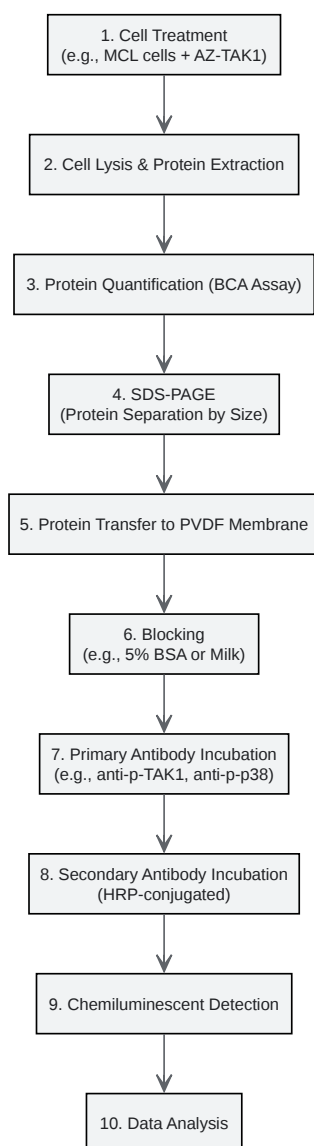 1. Cell Treatment
(e.g., MCL cells + AZ-TAK1)
2. Cell Lysis & Protein Extraction
3. Protein Quantification (BCA Assay)
4. SDS-PAGE
(Protein Separation by Size)
5. Protein Transfer to PVDF Membrane
6. Blocking
(e.g., 5% BSA or Milk)
7. Primary Antibody Incubation
(e.g., anti-p-TAK1, anti-p-p38)
8. Secondary Antibody Incubation
(HRP-conjugated)
9. Chemiluminescent Detection
10. Data Analysis